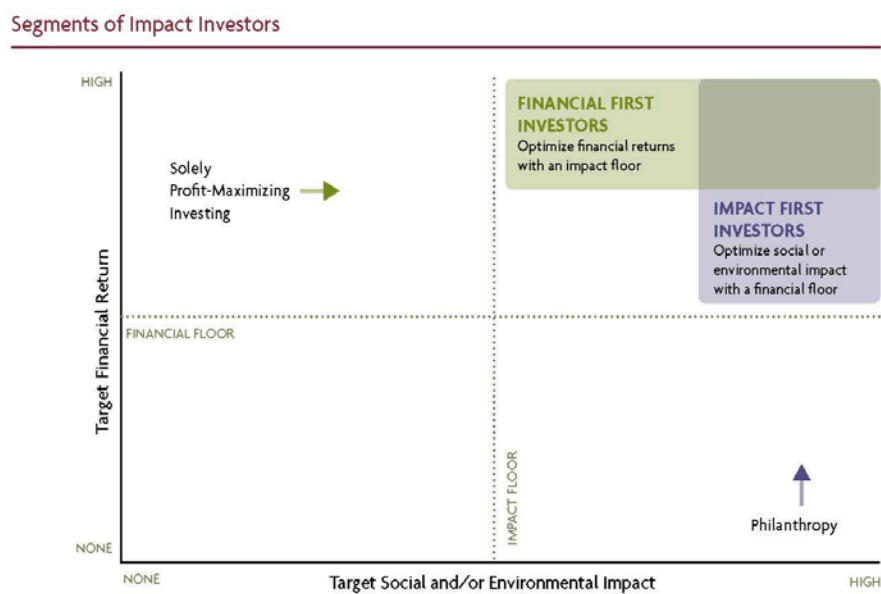 Segments of Impact Investors
HIGH
FINANCIAL FIRST
INVESTORS
Optimize financial returns
with an impact floor
Solely
Profit-Maximizing
Investing
IMPACT FIRST
INVESTORS
Optimize social or
environmental impact
with a financial floor
Target Financial Return
FINANCIAL FLOOR
IMPACT FLOOR
Philanthropy
NONE
NONE
Target Social and/or Environmental Impact
HIGH